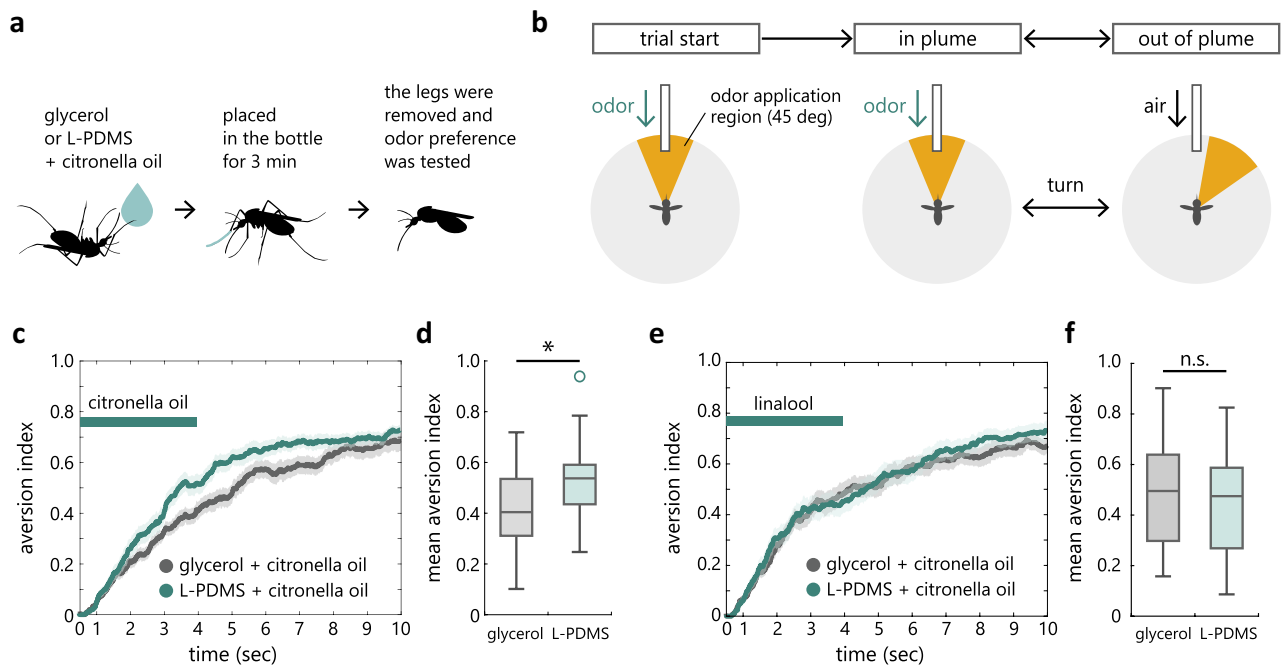 a
glycerol
or L-PDMS
+ citronella oil
placed
in the bottle
for 3 min
the legs were
removed and
odor preference
was tested
b
trial start
in plume
out of plume
odor
odor application
region (45 deg)
odor
air
turn
c
1.0
0.8
0.6
0.4
0.2
0
aversion index
citronella oil
glycerol + citronella oil
L-PDMS + citronella oil
0 1 2 3 4 5 6 7 8 9 10
time (sec)
d
1.0
0.8
0.6
0.4
0.2
0
mean aversion index
*
glycerol L-PDMS
e
1.0
0.8
0.6
0.4
0.2
0
aversion index
linalool
glycerol + citronella oil
L-PDMS + citronella oil
0 1 2 3 4 5 6 7 8 9 10
time (sec)
f
1.0
0.8
0.6
0.4
0.2
0
mean aversion index
n.s.
glycerol L-PDMS